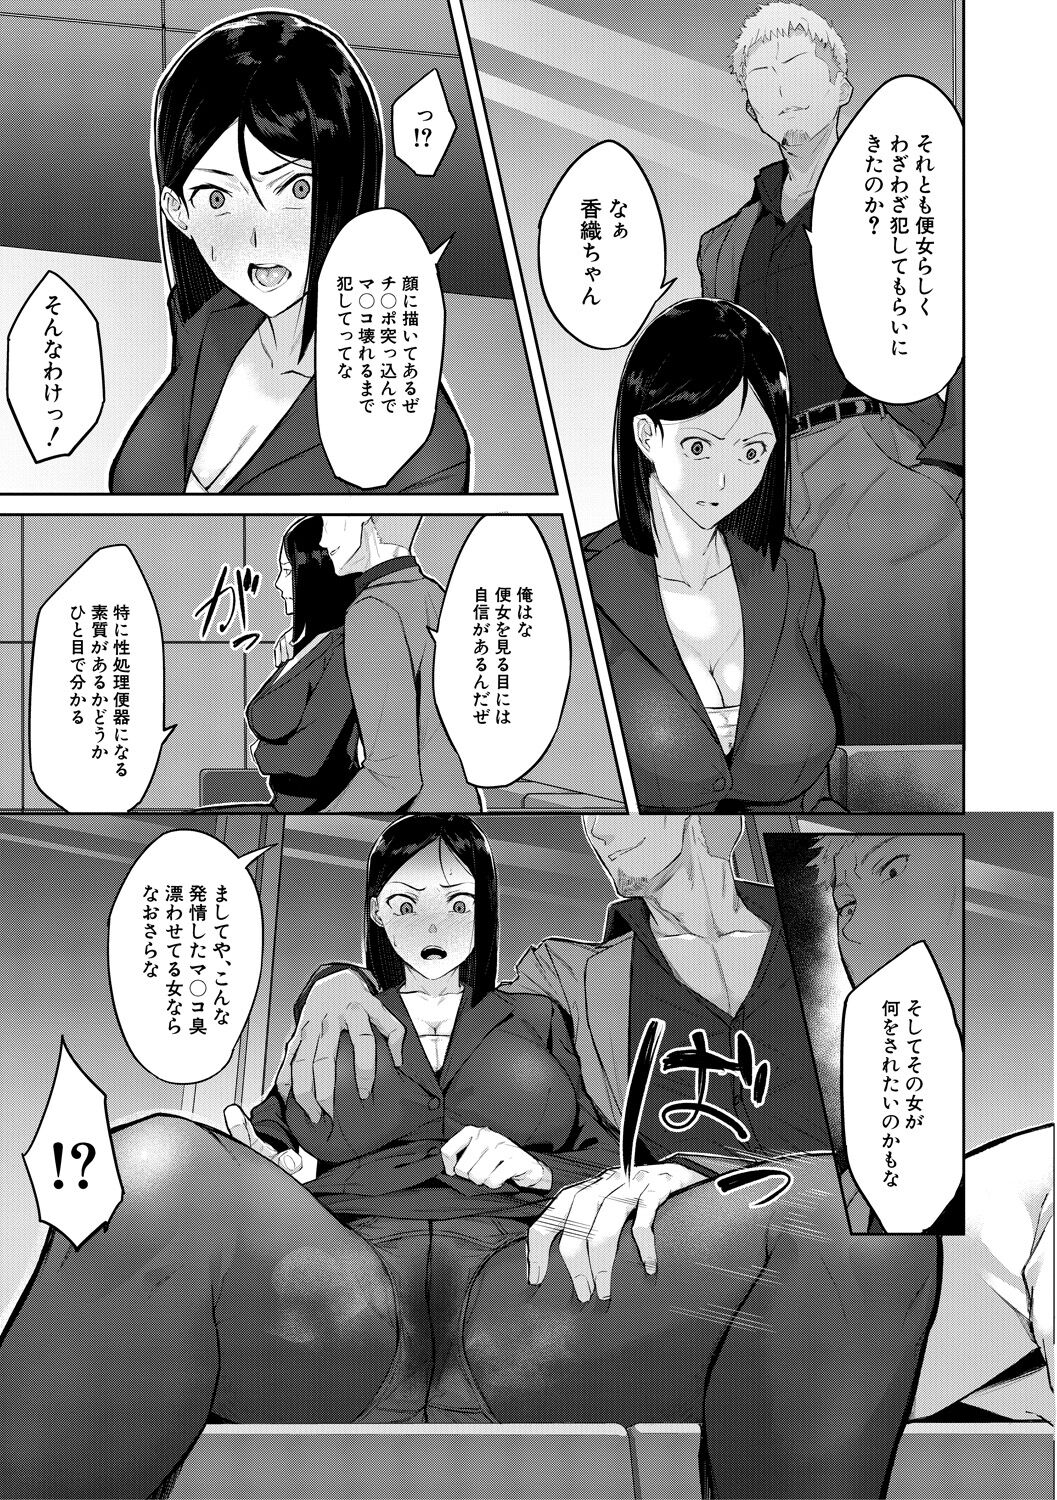 それとも便女らしく
わざわざ犯してもらいに
きたのか？
なぁ
香織ちゃん
っ!?
顔に描いてあるぜ
チ〇ポ突っ込んで
マ〇コ壊れるまで
犯してってな
そんなわけっ！
俺はな
便女を見る目には
自信があるんだぜ
がっ
特に性処理便器になる
素質があるかどうか
ひと目で分かる
そしてその女が
何をされたいのかもな
ましてや、こんな
発情したマ〇コ臭
漂わせてる女なら
なおさらな
ばっ
!?